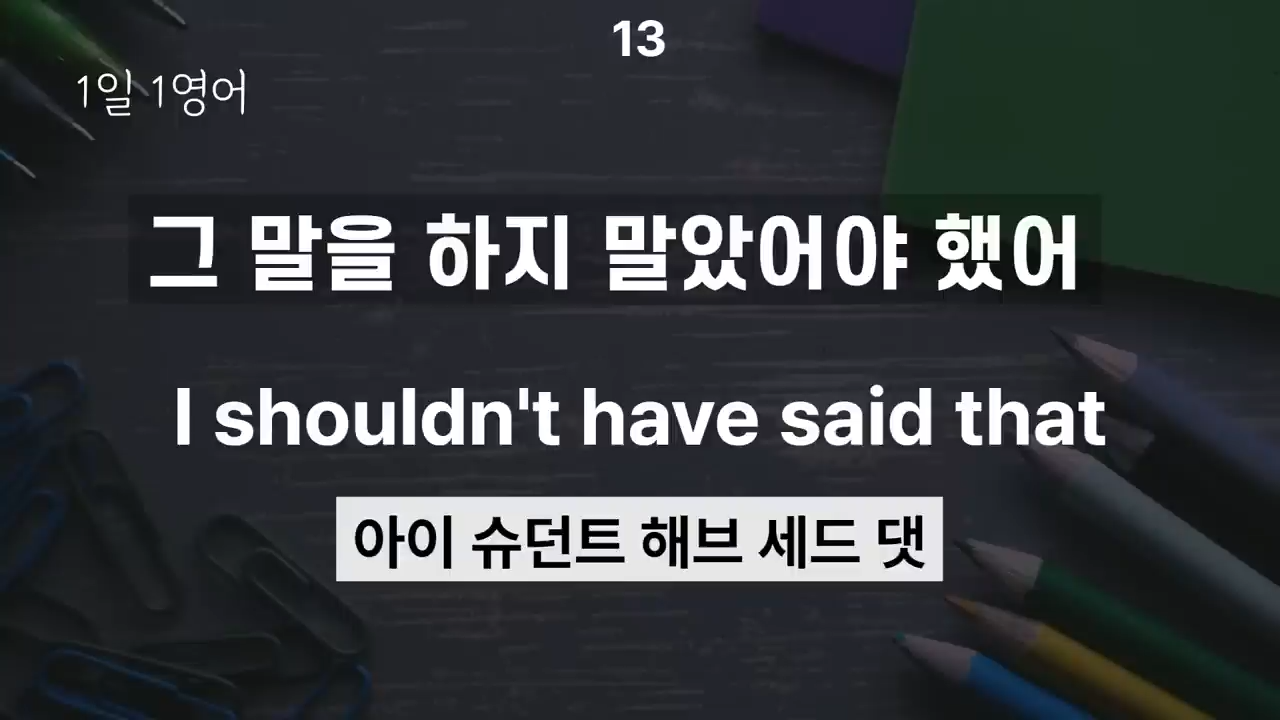 13
1일 1영어
그 말을 하지 말았어야 했어
I shouldn't have said that
아이 슈던트 해브 세드 댓